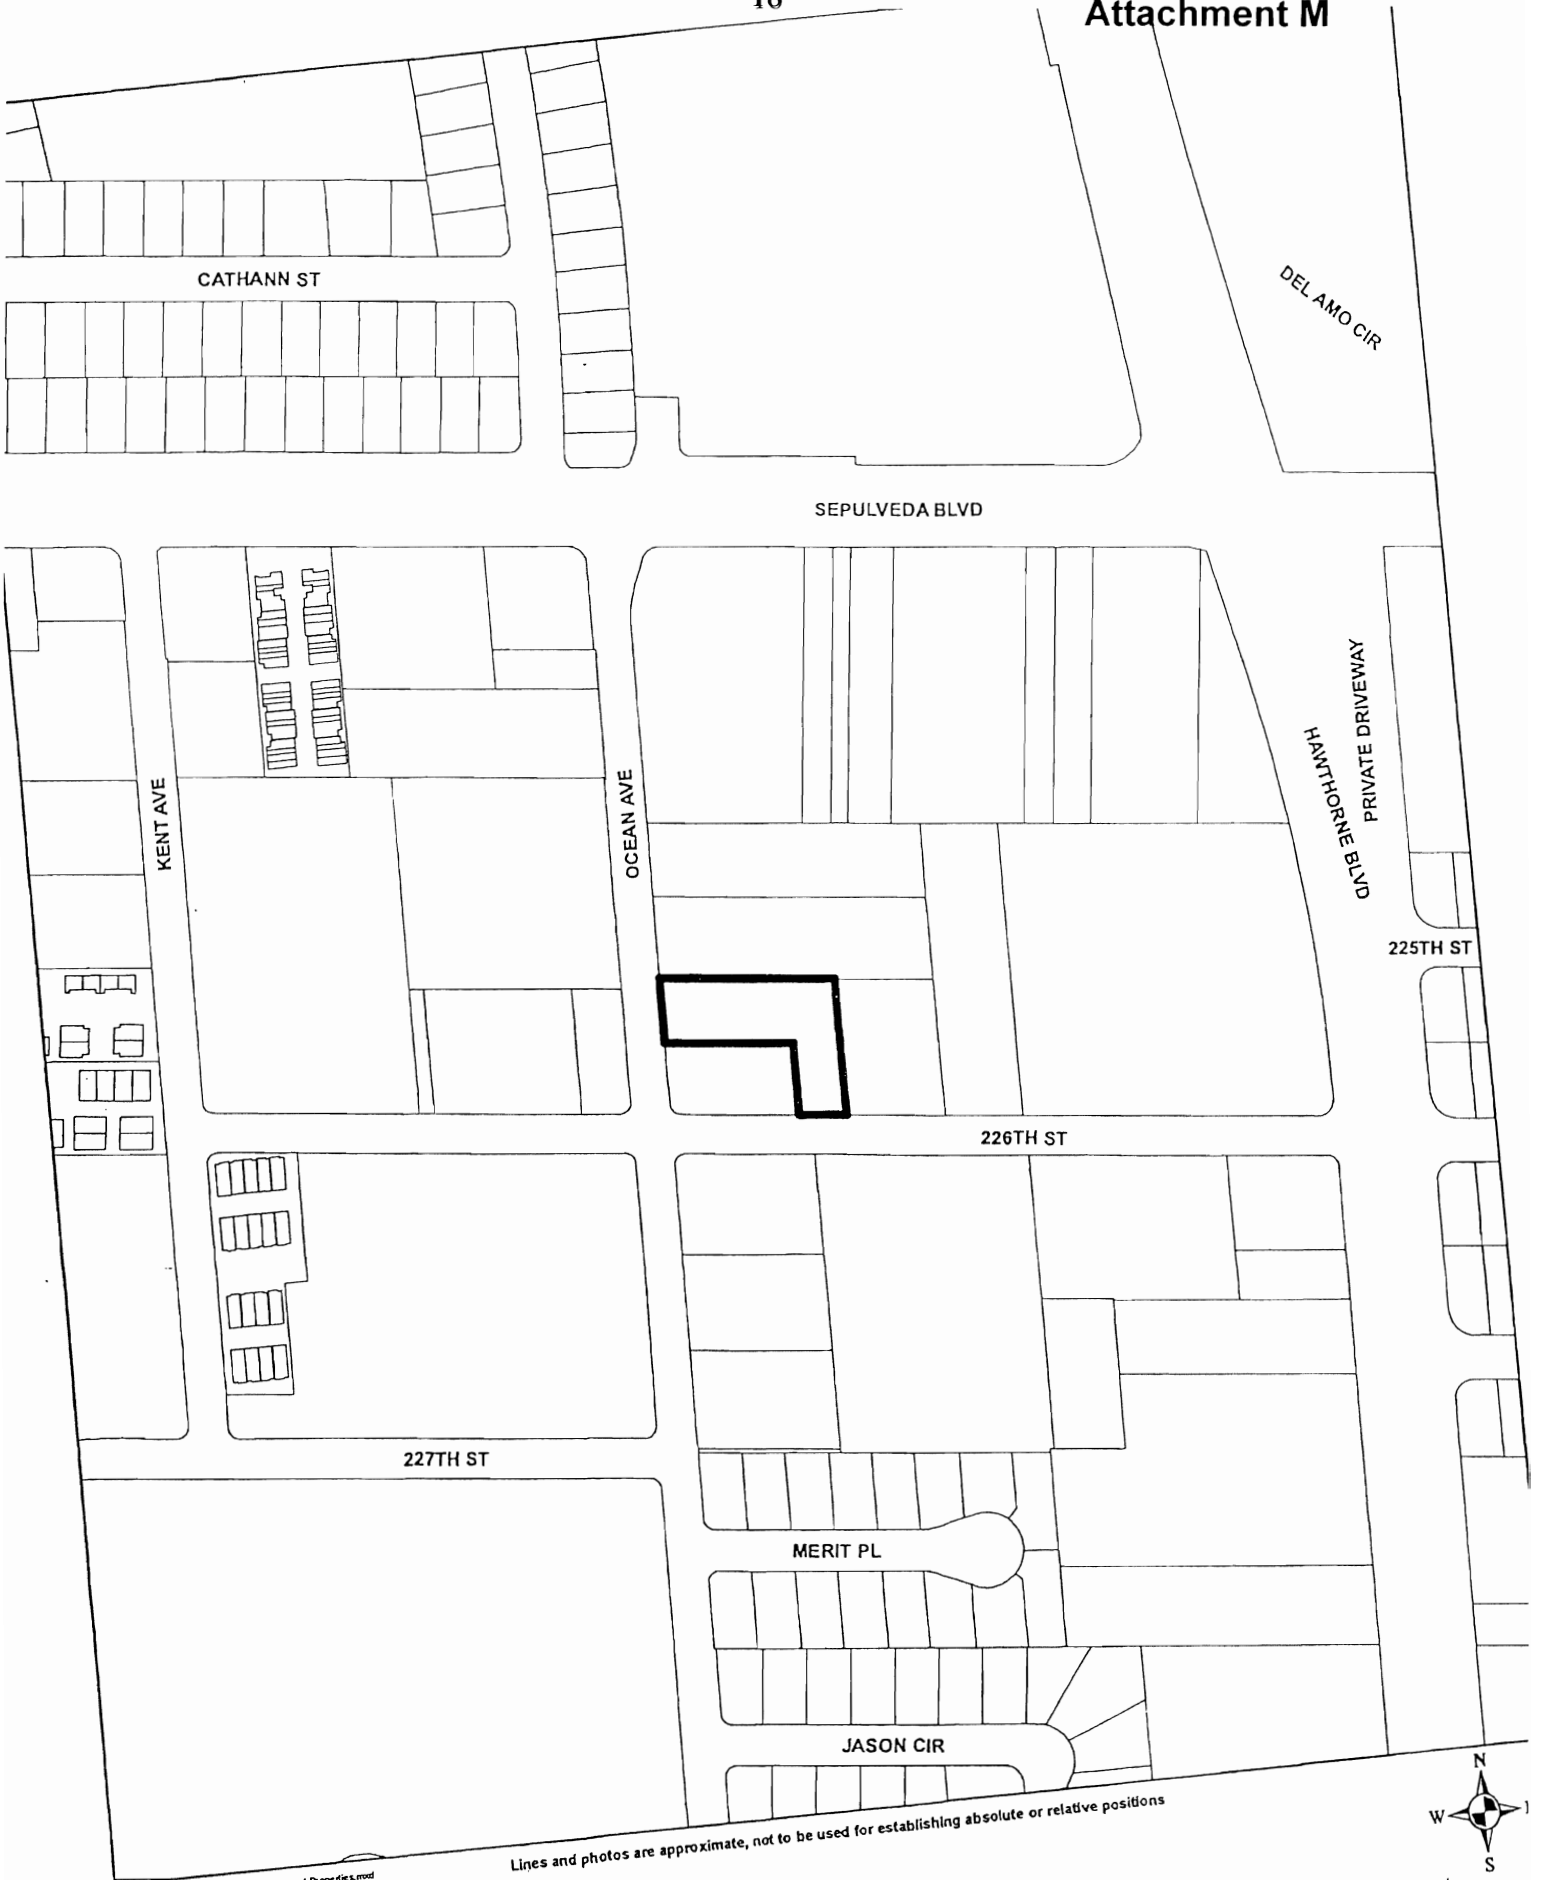 Attachment M
CATHANN ST
DEL AMO CIR
SEPULVEDA BLVD
PRIVATE DRIVEWAY
HAWTHORNE BLVD
KENT AVE
OCEAN AVE
225TH ST
226TH ST
227TH ST
MERIT PL
JASON CIR
N
W
S
Lines and photos are approximate, not to be used for establishing absolute or relative positions